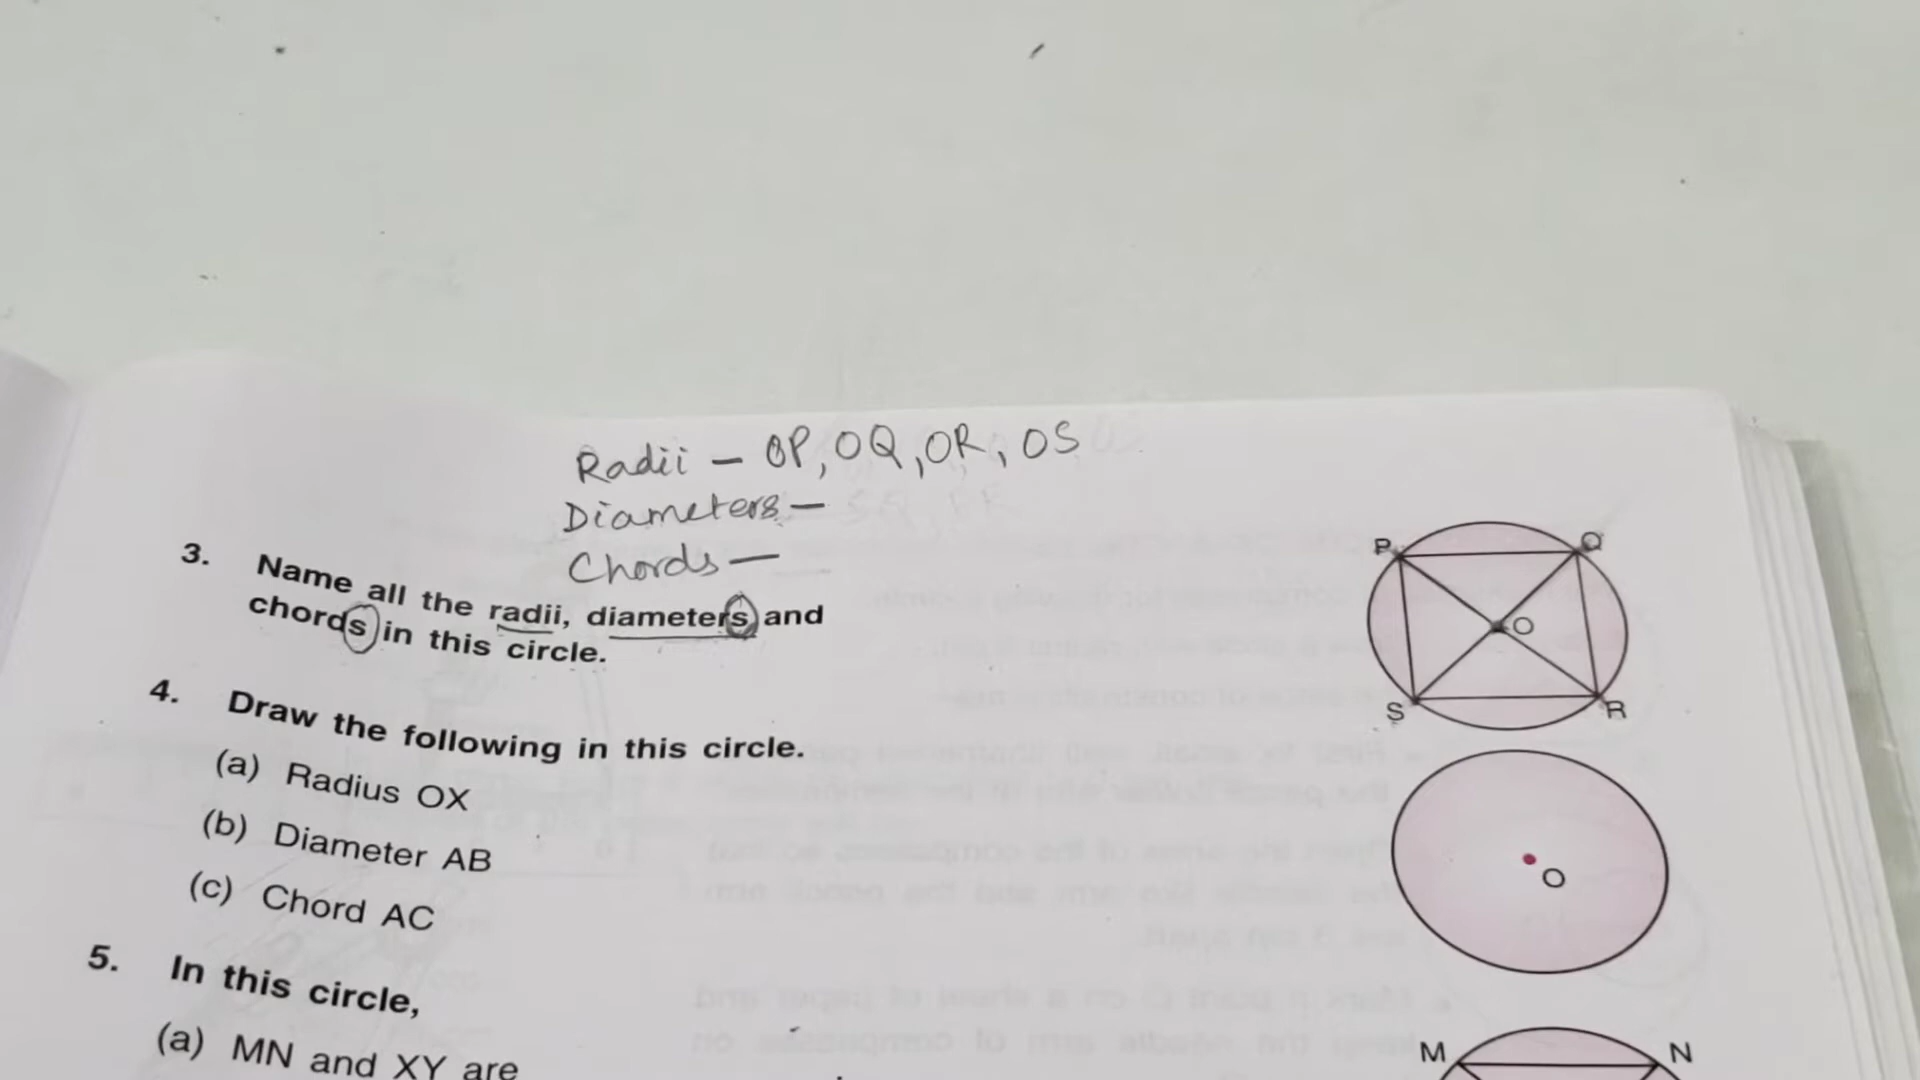 Radii – OP, OQ, OR, OS
Diameters –
Chords –
3. Name all the radii, diameters and
chords in this circle.
P Q
O
S R
4. Draw the following in this circle.
(a) Radius OX
(b) Diameter AB
(c) Chord AC
O
5. In this circle,
(a) MN and XY are
M N